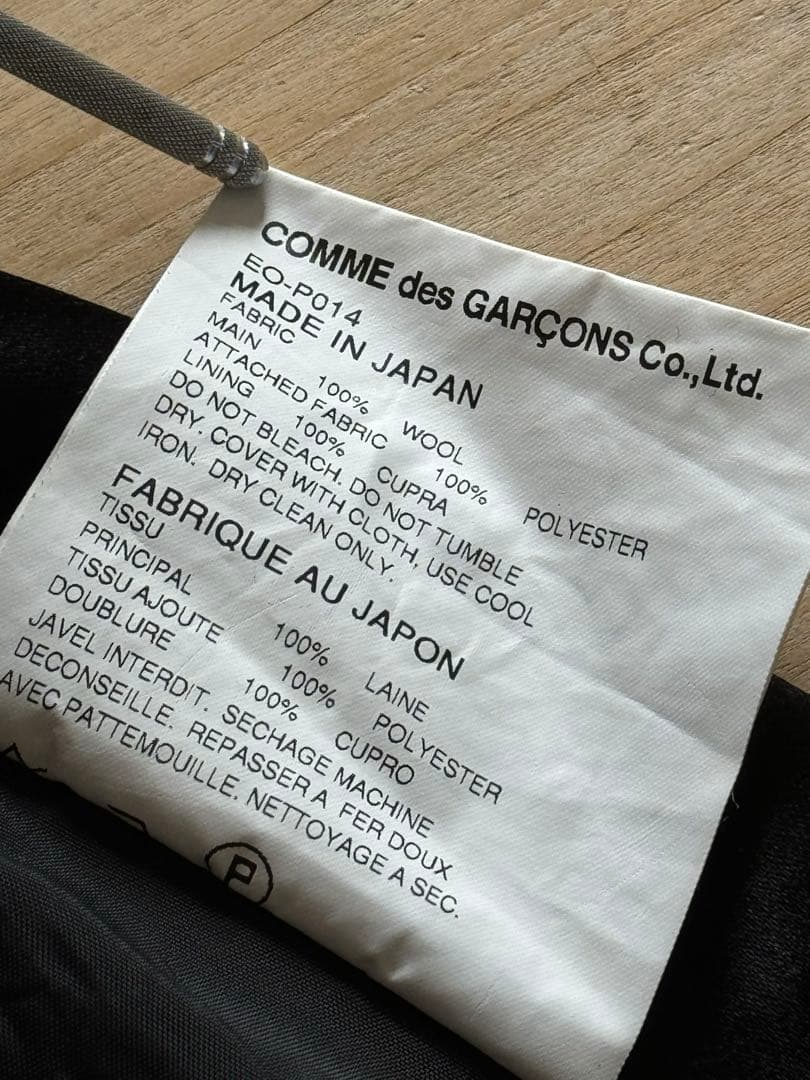 COMME des GARÇONS Co.,Ltd.
EO-P014
MADE IN JAPAN
FABRIC
MAIN 100% WOOL
ATTACHED FABRIC 100% POLYESTER
LINING 100% CUPRA
DO NOT BLEACH. DO NOT TUMBLE
DRY. COVER WITH CLOTH, USE COOL
IRON. DRY CLEAN ONLY.
FABRIQUE AU JAPON
TISSU
PRINCIPAL 100% LAINE
TISSU AJOUTE 100% POLYESTER
DOUBLURE 100% CUPRO
JAVEL INTERDIT. SECHAGE MACHINE
DECONSEILLE. REPASSER A FER DOUX
AVEC PATTEMOUILLE. NETTOYAGE A SEC.
P